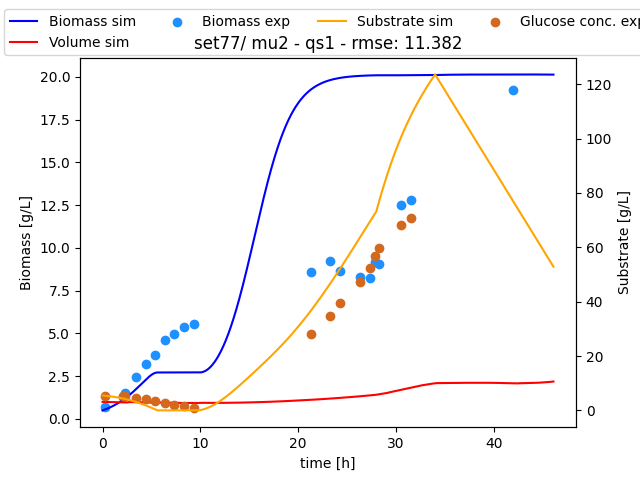 Biomass sim Biomass exp Substrate sim Glucose conc. exp
Volume sim
set77/ mu2 - qs1 - rmse: 11.382
20.0
17.5
15.0
12.5
10.0
7.5
5.0
2.5
0.0
Biomass [g/L]
120
100
80
60
40
20
0
Substrate [g/L]
0 10 20 30 40
time [h]